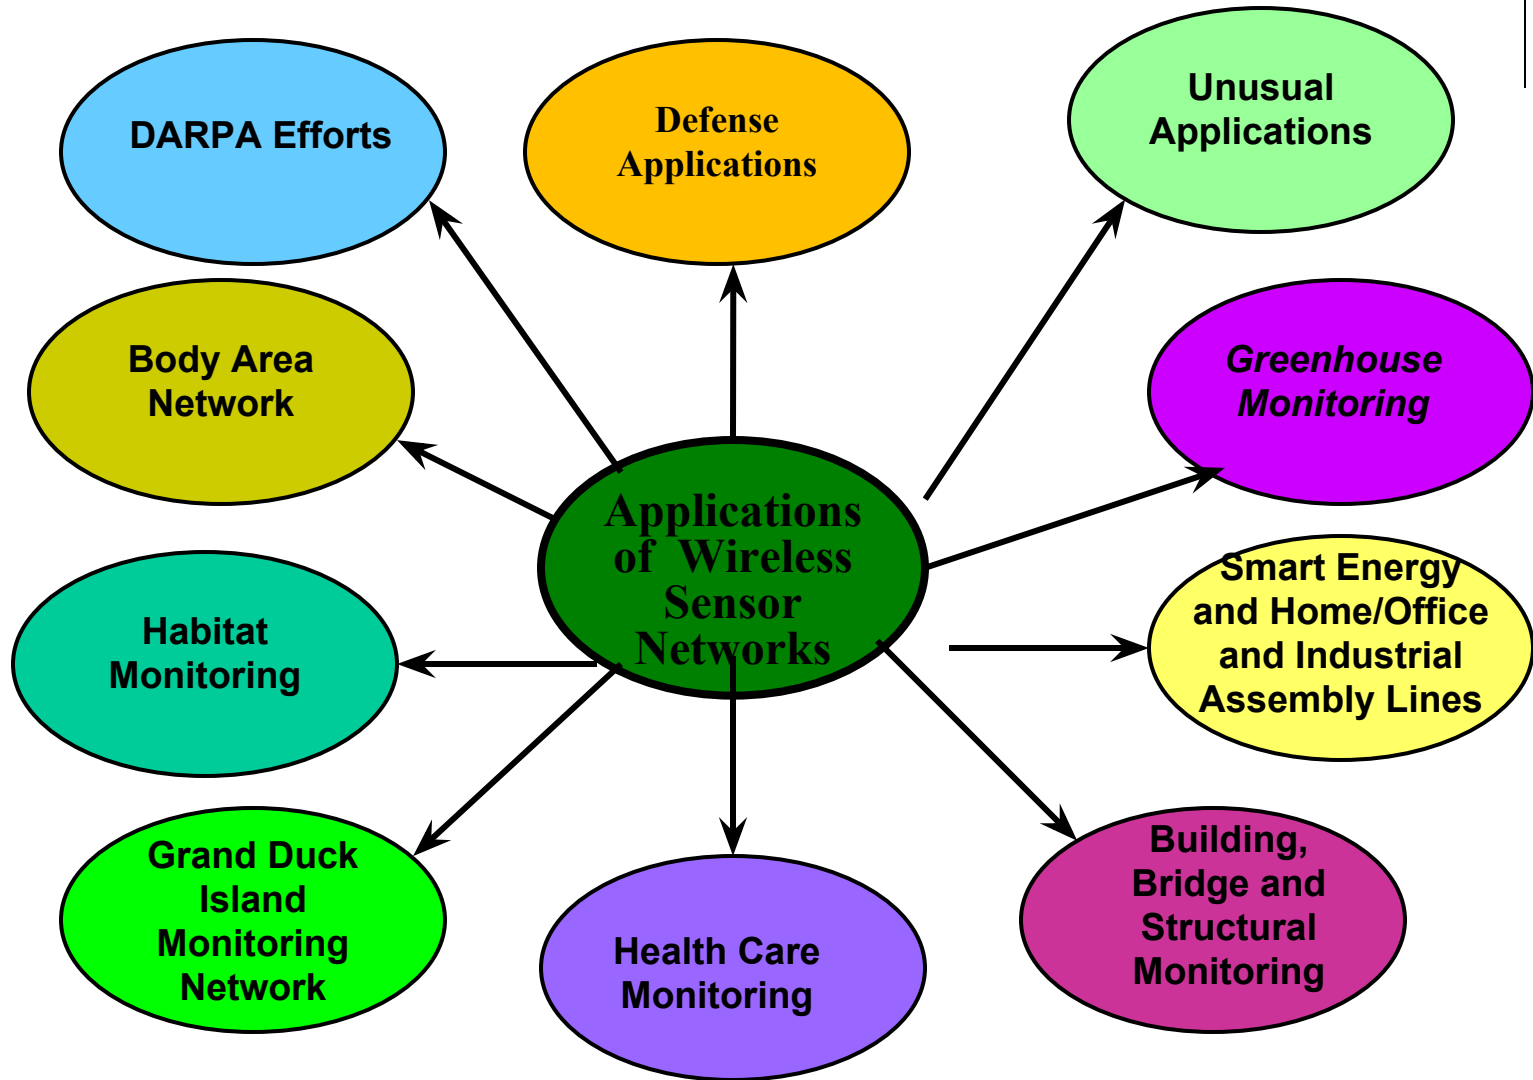 DARPA Efforts
Defense
Applications
Unusual
Applications
Body Area
Network
Greenhouse
Monitoring
Applications
of Wireless
Sensor
Networks
Habitat
Monitoring
Smart Energy
and Home/Office
and Industrial
Assembly Lines
Grand Duck
Island
Monitoring
Network
Health Care
Monitoring
Building,
Bridge and
Structural
Monitoring